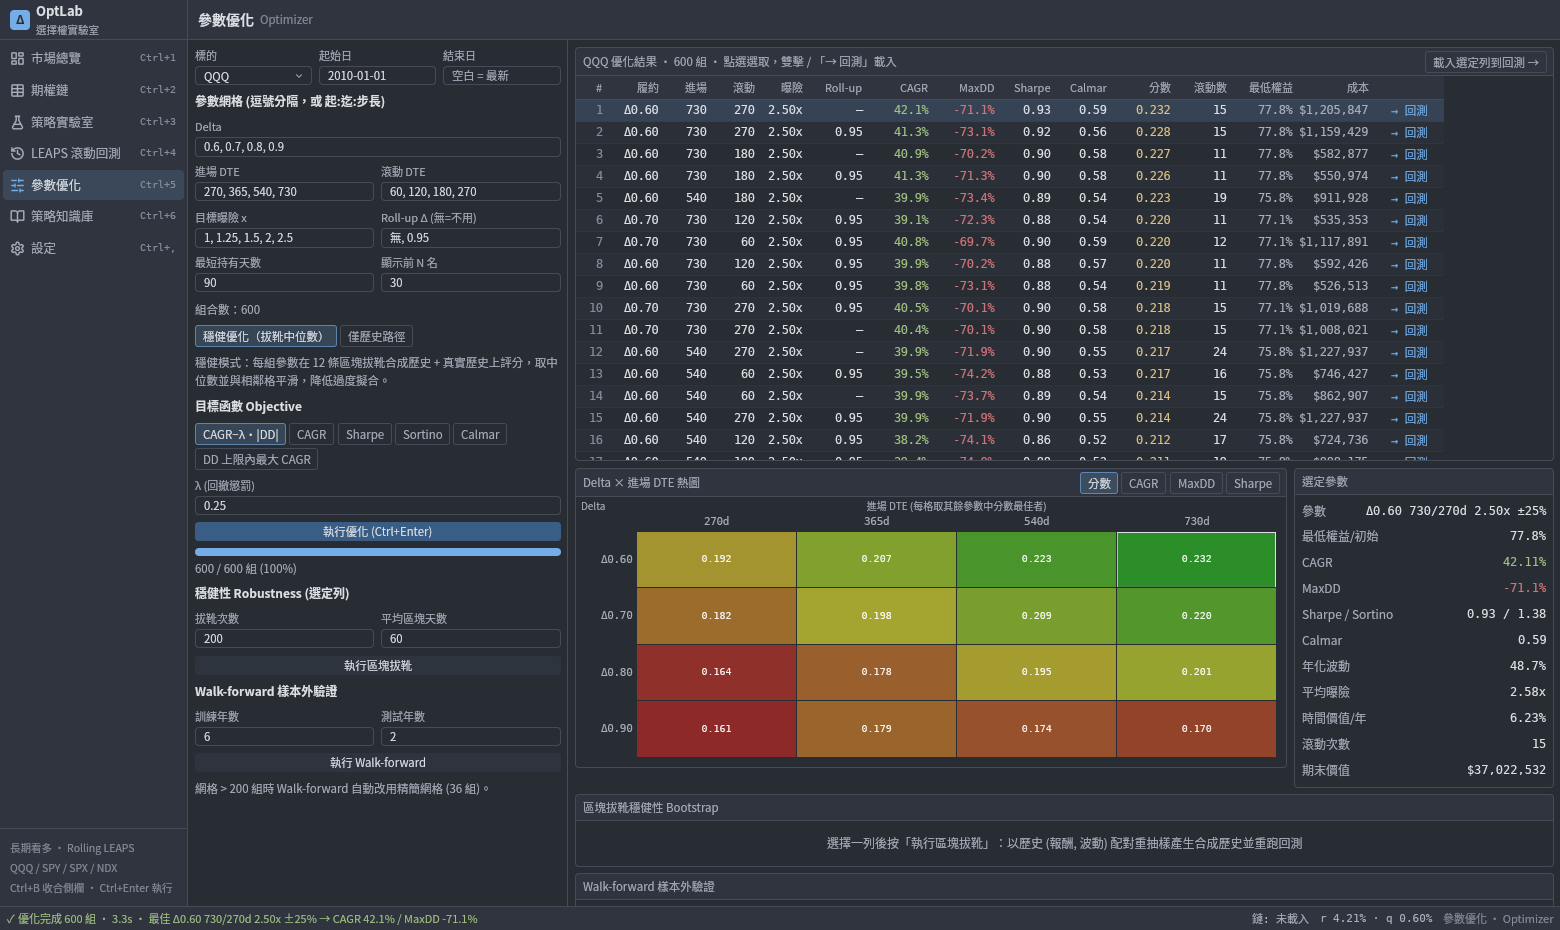 OptLab
選擇權實驗室
市場總覽 Ctrl+1
期權鏈 Ctrl+2
策略實驗室 Ctrl+3
LEAPS 滾動回測 Ctrl+4
參數優化 Ctrl+5
策略知識庫 Ctrl+6
設定 Ctrl+,
長期看多 · Rolling LEAPS
QQQ / SPY / SPX / NDX
Ctrl+B 收合側欄 · Ctrl+Enter 執行
參數優化 Optimizer
標的 起始日 結束日
QQQ 2010-01-01 空白 = 最新
參數網格 (逗號分隔，或 起:迄:步長)
Delta
0.6, 0.7, 0.8, 0.9
進場 DTE 滾動 DTE
270, 365, 540, 730 60, 120, 180, 270
目標曝險 x Roll-up Δ (無=不用)
1, 1.25, 1.5, 2, 2.5 無, 0.95
最短持有天數 顯示前 N 名
90 30
組合數：600
穩健優化（拔靴中位數） 僅歷史路徑
穩健模式：每組參數在 12 條區塊拔靴合成歷史 + 真實歷史上評分，取中
位數並與相鄰格平滑，降低過度擬合。
目標函數 Objective
CAGR−λ·|DD| CAGR Sharpe Sortino Calmar
DD 上限內最大 CAGR
λ (回撤懲罰)
0.25
執行優化 (Ctrl+Enter)
600 / 600 組 (100%)
穩健性 Robustness (選定列)
拔靴次數 平均區塊天數
200 60
執行區塊拔靴
Walk-forward 樣本外驗證
訓練年數 測試年數
6 2
執行 Walk-forward
網格 > 200 組時 Walk-forward 自動改用精簡網格 (36 組)。
QQQ 優化結果 · 600 組 · 點選選取，雙擊 / 「→ 回測」載入 載入選定列到回測 →
# 履約 進場 滾動 曝險 Roll-up CAGR MaxDD Sharpe Calmar 分數 滾動數 最低權益 成本
1 Δ0.60 730 270 2.50x — 42.1% -71.1% 0.93 0.59 0.232 15 77.8% $1,205,847 → 回測
2 Δ0.60 730 270 2.50x 0.95 41.3% -73.1% 0.92 0.56 0.228 15 77.8% $1,159,429 → 回測
3 Δ0.60 730 180 2.50x — 40.9% -70.2% 0.90 0.58 0.227 11 77.8% $582,877 → 回測
4 Δ0.60 730 180 2.50x 0.95 41.3% -71.3% 0.90 0.58 0.226 11 77.8% $550,974 → 回測
5 Δ0.60 540 180 2.50x — 39.9% -73.4% 0.89 0.54 0.223 19 75.8% $911,928 → 回測
6 Δ0.70 730 120 2.50x 0.95 39.1% -72.3% 0.88 0.54 0.220 11 77.1% $535,353 → 回測
7 Δ0.70 730 60 2.50x 0.95 40.8% -69.7% 0.90 0.59 0.220 12 77.1% $1,117,891 → 回測
8 Δ0.60 730 120 2.50x 0.95 39.9% -70.2% 0.88 0.57 0.220 11 77.8% $592,426 → 回測
9 Δ0.60 730 60 2.50x 0.95 39.8% -73.1% 0.88 0.54 0.219 11 77.8% $526,513 → 回測
10 Δ0.70 730 270 2.50x 0.95 40.5% -70.1% 0.90 0.58 0.218 15 77.1% $1,019,688 → 回測
11 Δ0.70 730 270 2.50x — 40.4% -70.1% 0.90 0.58 0.218 15 77.1% $1,008,021 → 回測
12 Δ0.60 540 270 2.50x — 39.9% -71.9% 0.90 0.55 0.217 24 75.8% $1,227,937 → 回測
13 Δ0.60 540 60 2.50x 0.95 39.5% -74.2% 0.88 0.53 0.217 16 75.8% $746,427 → 回測
14 Δ0.60 540 60 2.50x — 39.9% -73.7% 0.89 0.54 0.214 15 75.8% $862,907 → 回測
15 Δ0.60 540 270 2.50x 0.95 39.9% -71.9% 0.90 0.55 0.214 24 75.8% $1,227,937 → 回測
16 Δ0.60 540 120 2.50x 0.95 38.2% -74.1% 0.86 0.52 0.212 17 75.8% $724,736 → 回測
Delta × 進場 DTE 熱圖 分數 CAGR MaxDD Sharpe
Delta 進場 DTE (每格取其餘參數中分數最佳者)
270d 365d 540d 730d
Δ0.60 0.192 0.207 0.223 0.232
Δ0.70 0.182 0.198 0.209 0.220
Δ0.80 0.164 0.178 0.195 0.201
Δ0.90 0.161 0.179 0.174 0.170
選定參數
參數 Δ0.60 730/270d 2.50x ±25%
最低權益/初始 77.8%
CAGR 42.11%
MaxDD -71.1%
Sharpe / Sortino 0.93 / 1.38
Calmar 0.59
年化波動 48.7%
平均曝險 2.58x
時間價值/年 6.23%
滾動次數 15
期末價值 $37,022,532
區塊拔靴穩健性 Bootstrap
選擇一列後按「執行區塊拔靴」：以歷史 (報酬, 波動) 配對重抽樣產生合成歷史並重跑回測
Walk-forward 樣本外驗證
✓ 優化完成 600 組 · 3.3s · 最佳 Δ0.60 730/270d 2.50x ±25% → CAGR 42.1% / MaxDD -71.1%
鏈: 未載入 r 4.21% · q 0.60% 參數優化 · Optimizer